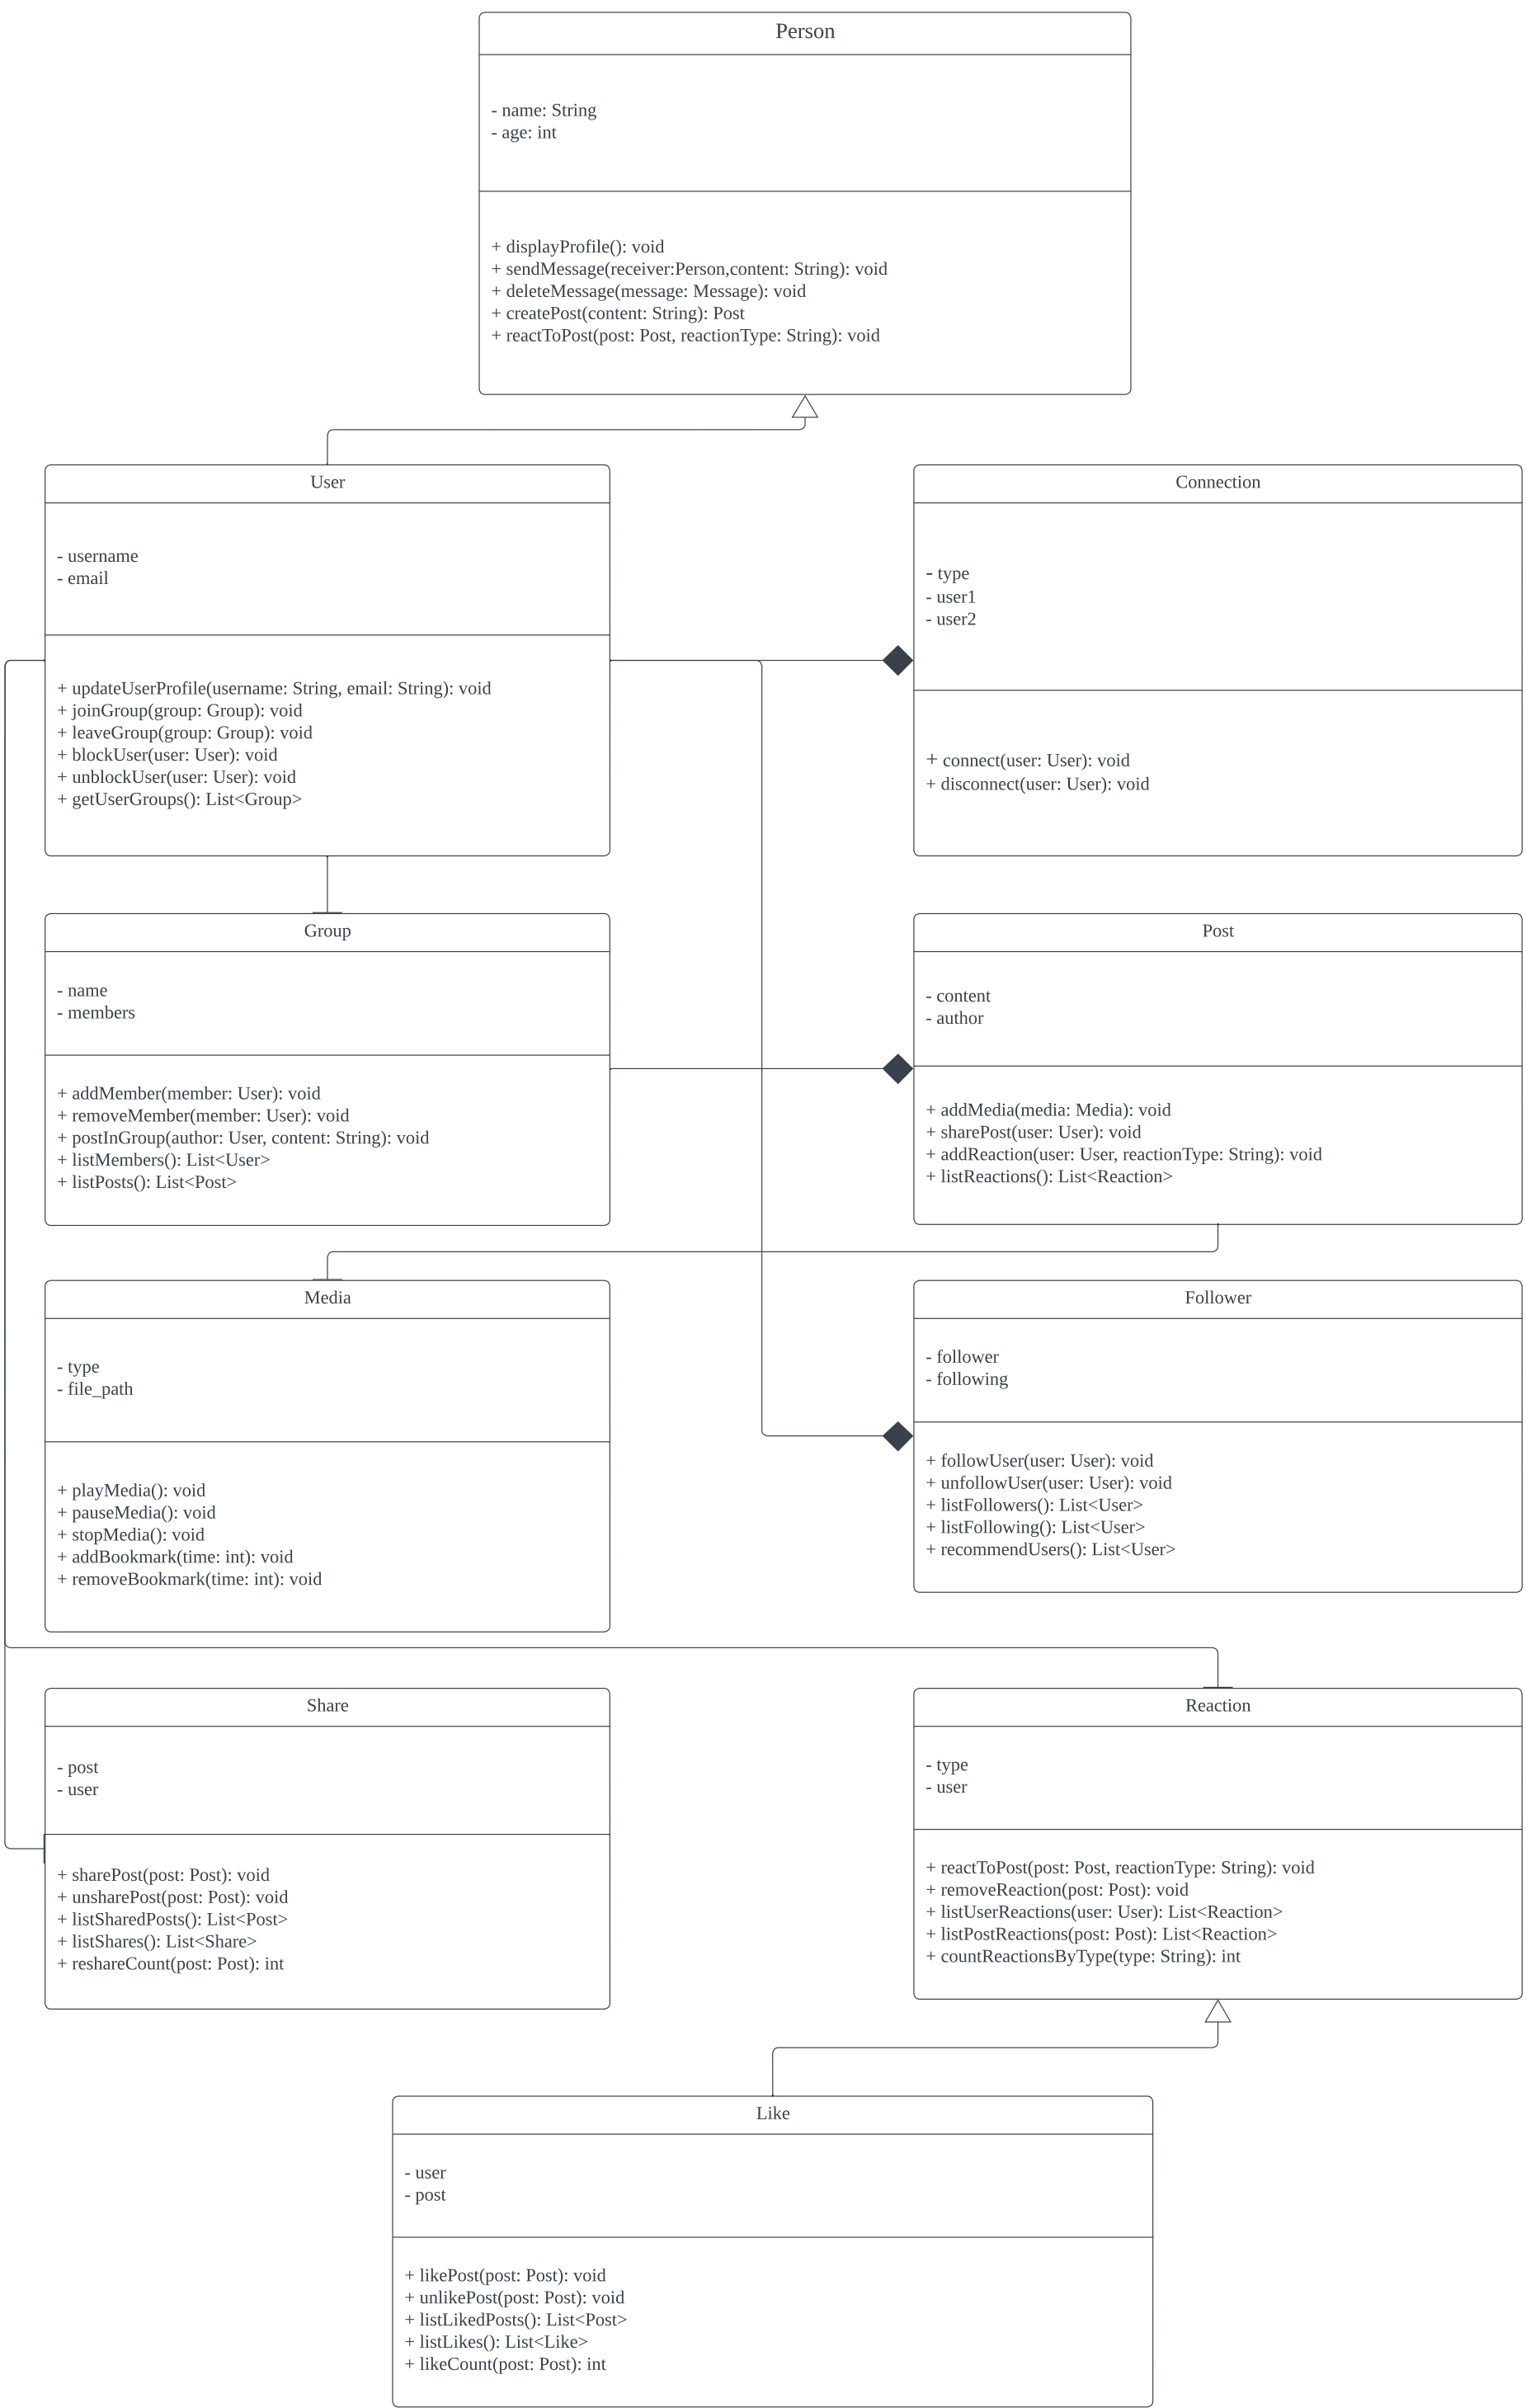 Person
- name: String
- age: int
+ displayProfile(): void
+ sendMessage(receiver:Person,content: String): void
+ deleteMessage(message: Message): void
+ createPost(content: String): Post
+ reactToPost(post: Post, reactionType: String): void
User
- username
- email
+ updateUserProfile(username: String, email: String): void
+ joinGroup(group: Group): void
+ leaveGroup(group: Group): void
+ blockUser(user: User): void
+ unblockUser(user: User): void
+ getUserGroups(): List<Group>
Connection
- type
- user1
- user2
+ connect(user: User): void
+ disconnect(user: User): void
Group
- name
- members
+ addMember(member: User): void
+ removeMember(member: User): void
+ postInGroup(author: User, content: String): void
+ listMembers(): List<User>
+ listPosts(): List<Post>
Post
- content
- author
+ addMedia(media: Media): void
+ sharePost(user: User): void
+ addReaction(user: User, reactionType: String): void
+ listReactions(): List<Reaction>
Media
- type
- file_path
+ playMedia(): void
+ pauseMedia(): void
+ stopMedia(): void
+ addBookmark(time: int): void
+ removeBookmark(time: int): void
Follower
- follower
- following
+ followUser(user: User): void
+ unfollowUser(user: User): void
+ listFollowers(): List<User>
+ listFollowing(): List<User>
+ recommendUsers(): List<User>
Share
- post
- user
+ sharePost(post: Post): void
+ unsharePost(post: Post): void
+ listSharedPosts(): List<Post>
+ listShares(): List<Share>
+ reshareCount(post: Post): int
Reaction
- type
- user
+ reactToPost(post: Post, reactionType: String): void
+ removeReaction(post: Post): void
+ listUserReactions(user: User): List<Reaction>
+ listPostReactions(post: Post): List<Reaction>
+ countReactionsByType(type: String): int
Like
- user
- post
+ likePost(post: Post): void
+ unlikePost(post: Post): void
+ listLikedPosts(): List<Post>
+ listLikes(): List<Like>
+ likeCount(post: Post): int